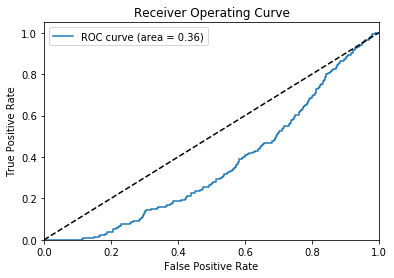 Receiver Operating Curve
ROC curve (area = 0.36)
True Positive Rate
1.0
0.8
0.6
0.4
0.2
0.0
0.0 0.2 0.4 0.6 0.8 1.0
False Positive Rate